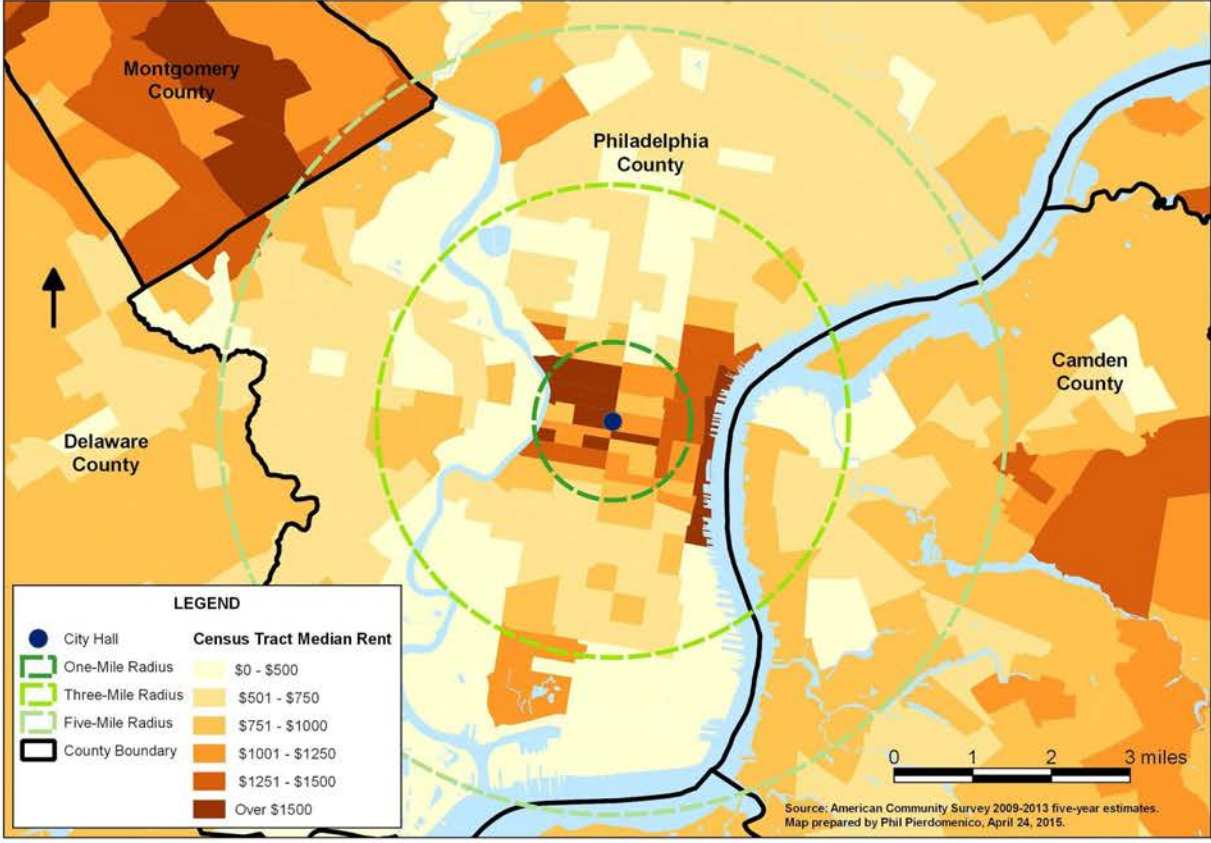 Montgomery
County
Philadelphia
County
Camden
County
Delaware
County
LEGEND
City Hall
One-Mile Radius
Three-Mile Radius
Five-Mile Radius
County Boundary
Census Tract Median Rent
$0 - $500
$501 - $750
$751 - $1000
$1001 - $1250
$1251 - $1500
Over $1500
0 1 2 3 miles
Source: American Community Survey 2009-2013 five-year estimates.
Map prepared by Phil Pierdomenico, April 24, 2015.